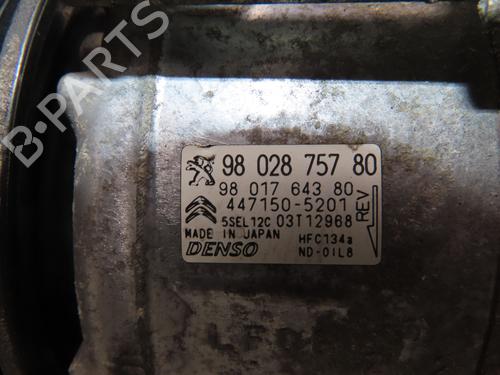 98 028 757 80
98 017 643 80
447150-5201
5SEL12C 03T12968
REV
MADE IN JAPAN HFC134a
DENSO ND-OIL8
B-PARTS